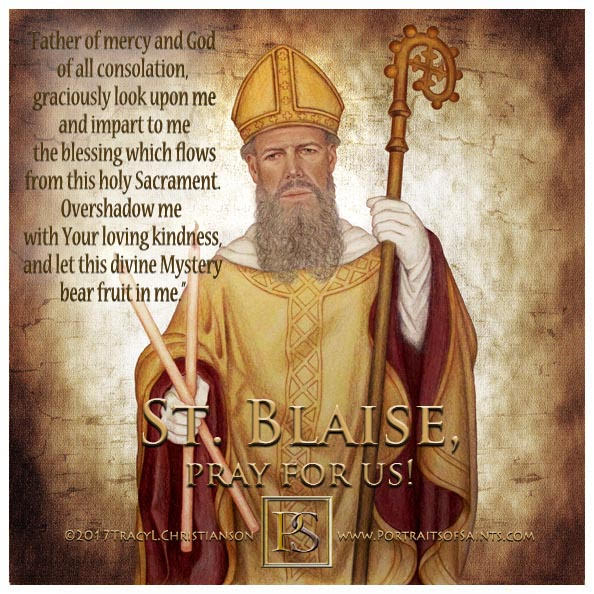 "Father of mercy and God
of all consolation,
graciously look upon me
and impart to me
the blessing which flows
from this holy Sacrament.
Overshadow me
with Your loving kindness,
and let this divine Mystery
bear fruit in me."
St. Blaise,
pray for us!
©2017TracyL.Christianson
PS
www.PortraitsofSaints.com